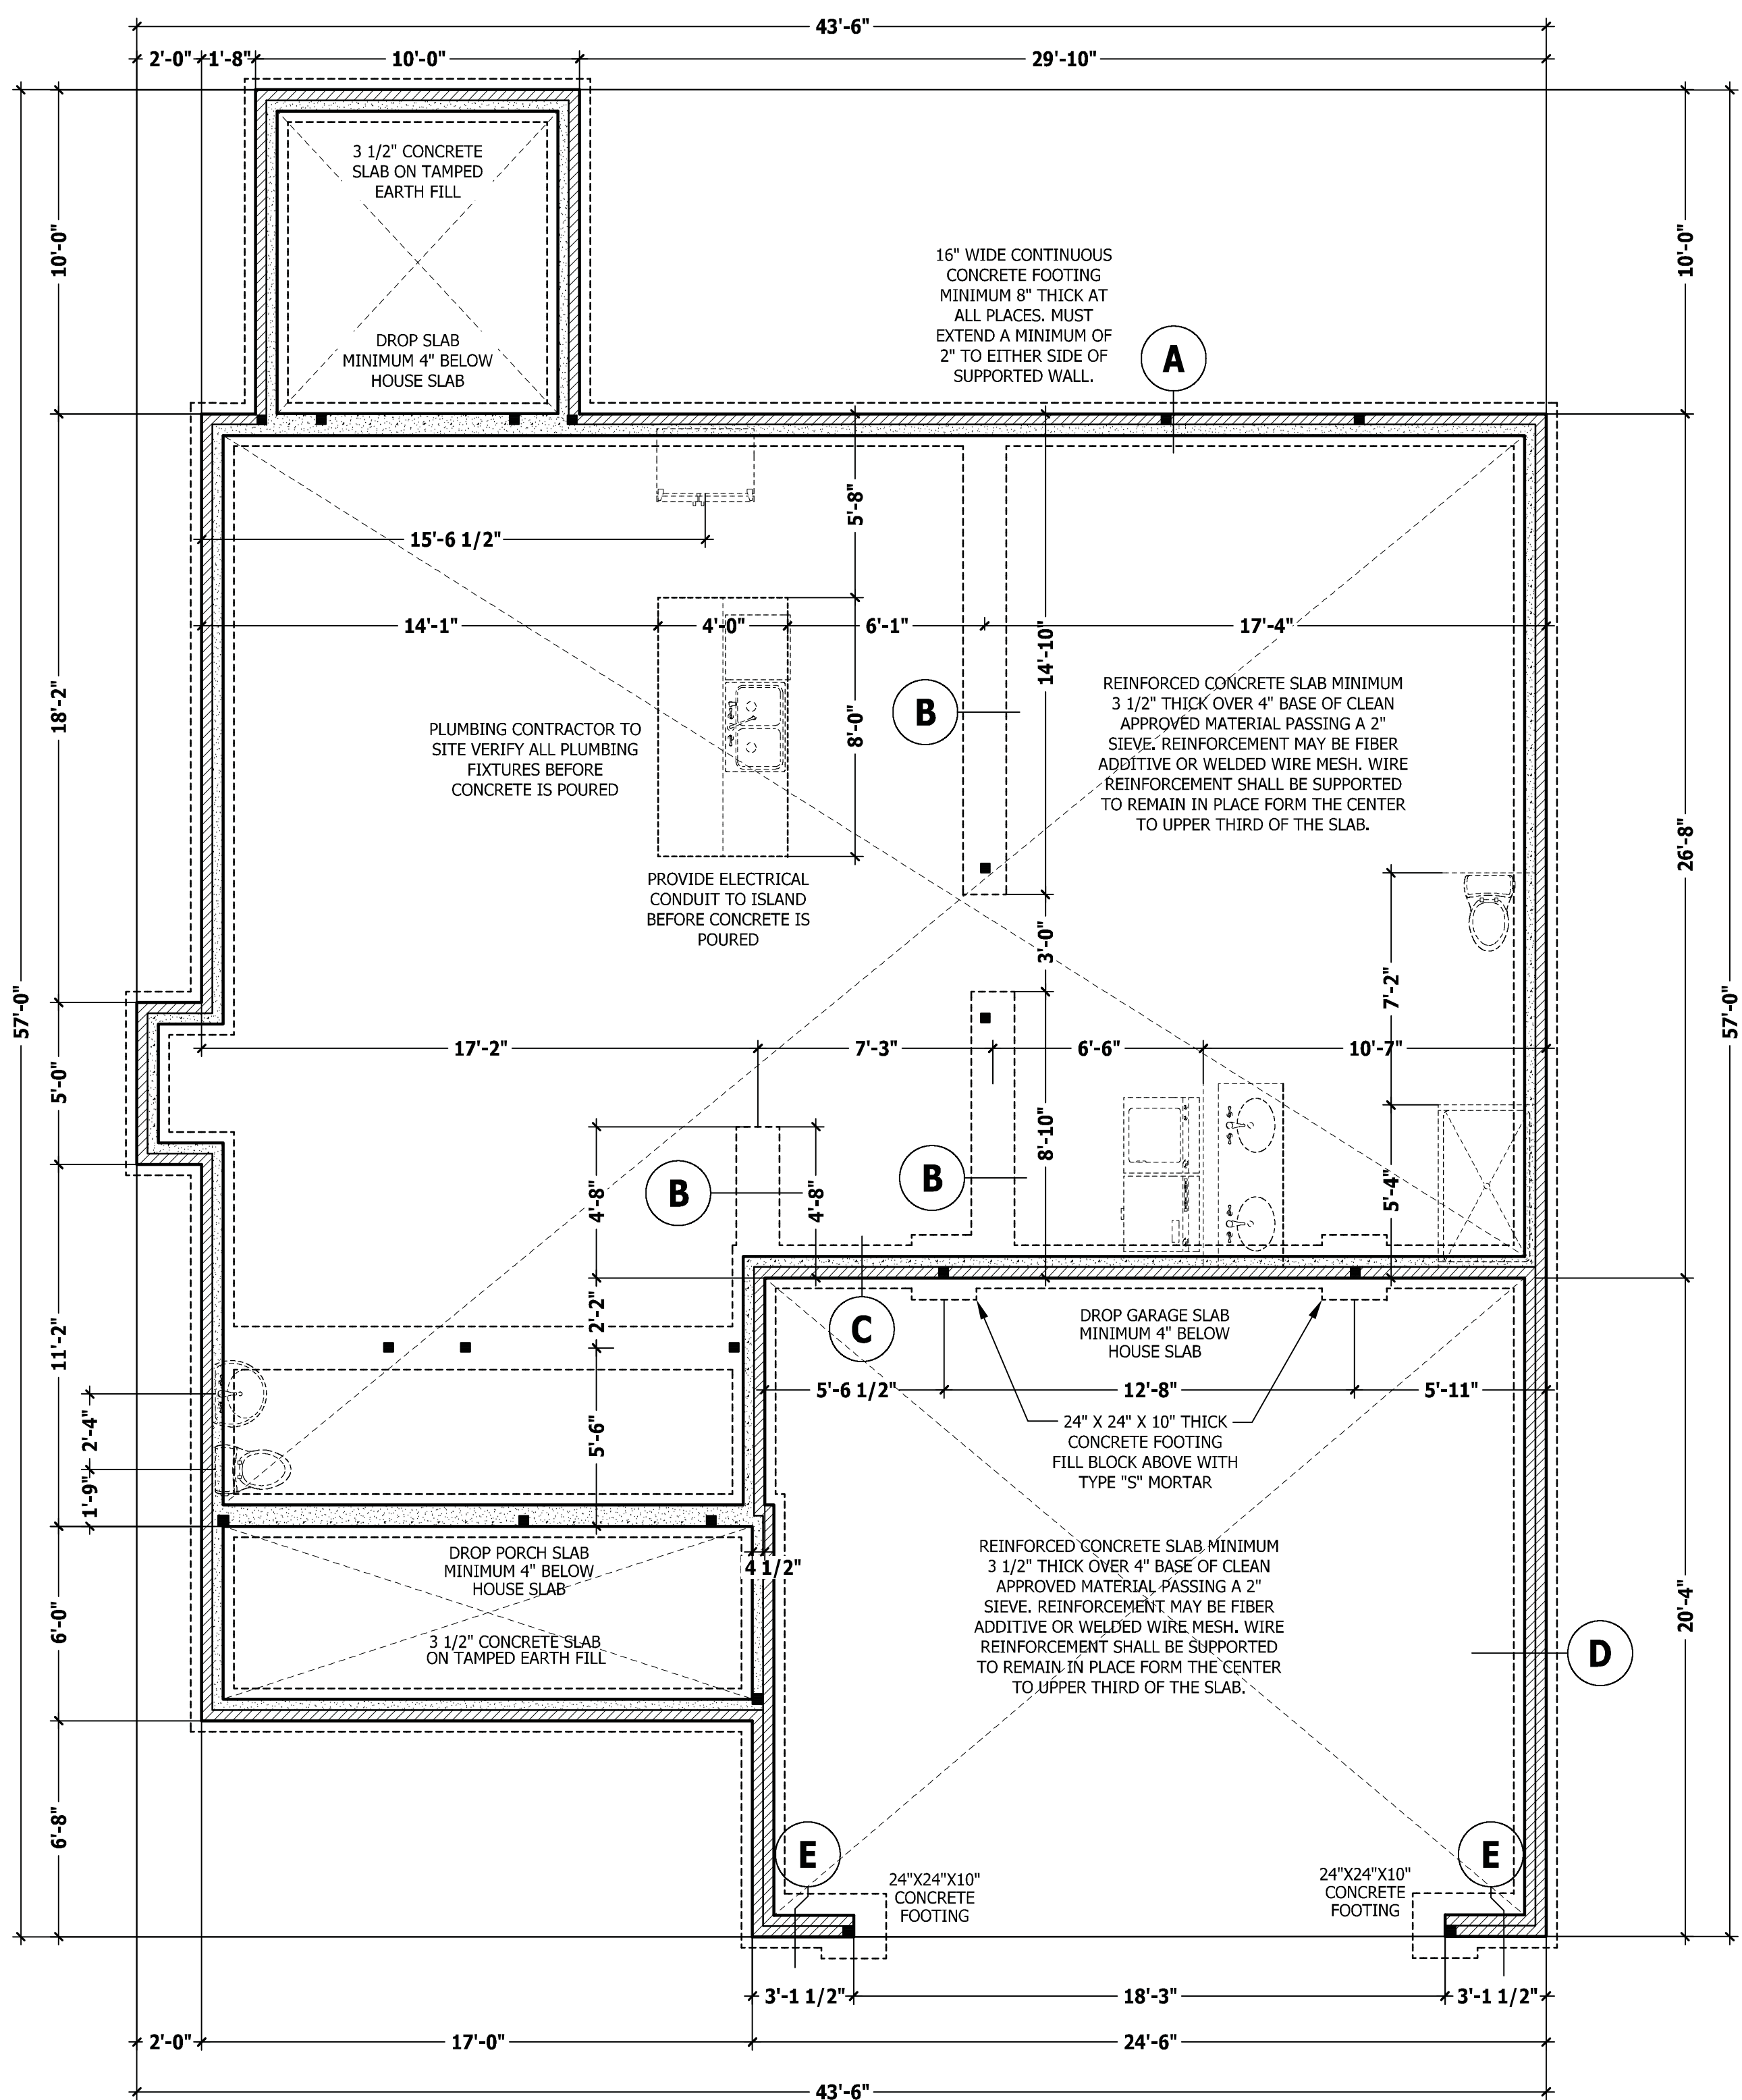 43'-6"
2'-0" 1'-8" 10'-0" 29'-10"
3 1/2" CONCRETE
SLAB ON TAMPED
EARTH FILL
DROP SLAB
MINIMUM 4" BELOW
HOUSE SLAB
10'-0"
10'-0"
16" WIDE CONTINUOUS
CONCRETE FOOTING
MINIMUM 8" THICK AT
ALL PLACES. MUST
EXTEND A MINIMUM OF
2" TO EITHER SIDE OF
SUPPORTED WALL.
A
5'-8"
15'-6 1/2"
14'-1" 4'-0" 6'-1" 17'-4"
14'-10"
18'-2"
8'-0"
B
PLUMBING CONTRACTOR TO
SITE VERIFY ALL PLUMBING
FIXTURES BEFORE
CONCRETE IS POURED
REINFORCED CONCRETE SLAB MINIMUM
3 1/2" THICK OVER 4" BASE OF CLEAN
APPROVED MATERIAL PASSING A 2"
SIEVE. REINFORCEMENT MAY BE FIBER
ADDITIVE OR WELDED WIRE MESH. WIRE
REINFORCEMENT SHALL BE SUPPORTED
TO REMAIN IN PLACE FORM THE CENTER
TO UPPER THIRD OF THE SLAB.
26'-8"
PROVIDE ELECTRICAL
CONDUIT TO ISLAND
BEFORE CONCRETE IS
POURED
3'-0"
7'-2"
57'-0"
57'-0"
17'-2" 7'-3" 6'-6" 10'-7"
5'-0"
8'-10"
4'-8"
B
4'-8"
B
5'-4"
2'-2"
C
DROP GARAGE SLAB
MINIMUM 4" BELOW
HOUSE SLAB
11'-2"
5'-6 1/2" 12'-8" 5'-11"
2'-4"
5'-6"
24" X 24" X 10" THICK
CONCRETE FOOTING
FILL BLOCK ABOVE WITH
TYPE "S" MORTAR
1'-9"
DROP PORCH SLAB
MINIMUM 4" BELOW
HOUSE SLAB
4 1/2"
REINFORCED CONCRETE SLAB MINIMUM
3 1/2" THICK OVER 4" BASE OF CLEAN
APPROVED MATERIAL PASSING A 2"
SIEVE. REINFORCEMENT MAY BE FIBER
ADDITIVE OR WELDED WIRE MESH. WIRE
REINFORCEMENT SHALL BE SUPPORTED
TO REMAIN IN PLACE FORM THE CENTER
TO UPPER THIRD OF THE SLAB.
6'-0"
20'-4"
3 1/2" CONCRETE SLAB
ON TAMPED EARTH FILL
D
6'-8"
E
E
24"X24"X10"
CONCRETE
FOOTING
24"X24"X10"
CONCRETE
FOOTING
3'-1 1/2" 18'-3" 3'-1 1/2"
2'-0" 17'-0" 24'-6"
43'-6"